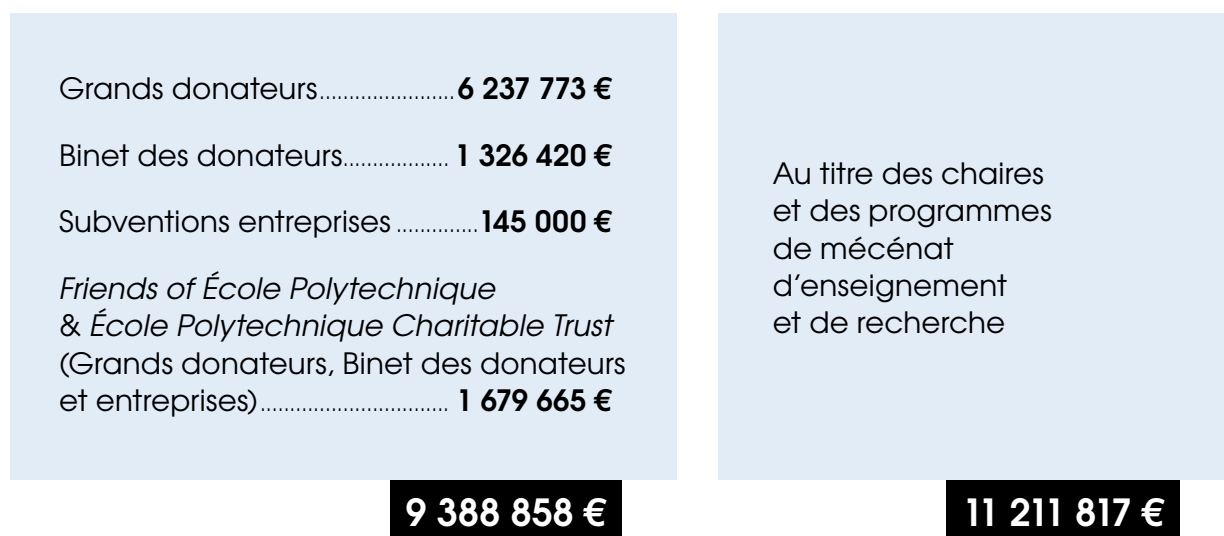 Grands donateurs......................6 237 773 €
Binet des donateurs.................. 1 326 420 €
Subventions entreprises ..............145 000 €
Friends of École Polytechnique
& École Polytechnique Charitable Trust
(Grands donateurs, Binet des donateurs
et entreprises)................................ 1 679 665 €
9 388 858 €
Au titre des chaires
et des programmes
de mécénat
d’enseignement
et de recherche
11 211 817 €